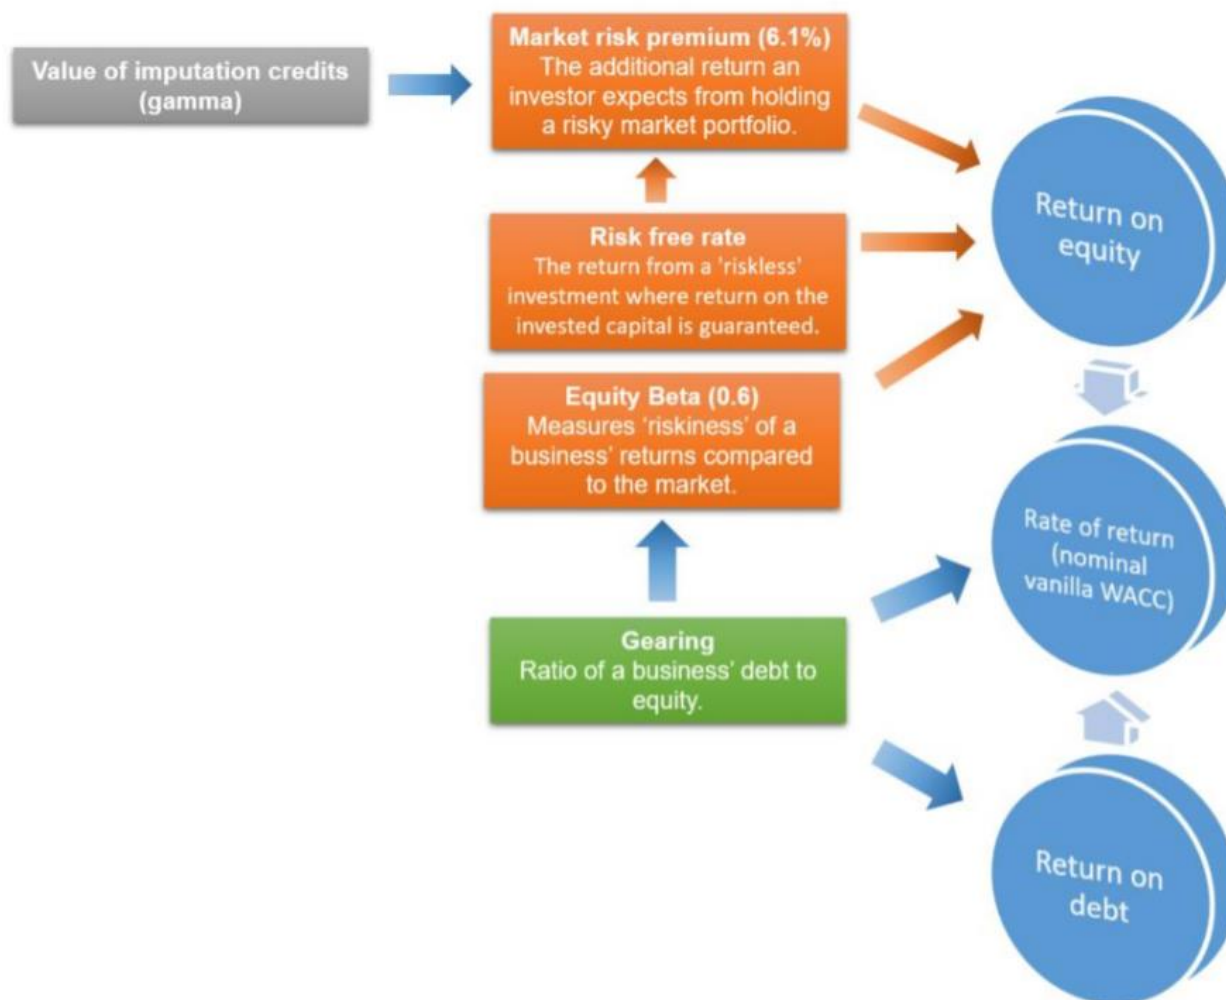 Value of imputation credits
(gamma)
Market risk premium (6.1%)
The additional return an
investor expects from holding
a risky market portfolio.
Risk free rate
The return from a 'riskless'
investment where return on the
invested capital is guaranteed.
Equity Beta (0.6)
Measures ‘riskiness’ of a
business’ returns compared
to the market.
Gearing
Ratio of a business’ debt to
equity.
Return on
equity
Rate of return
(nominal
vanilla WACC)
Return on
debt